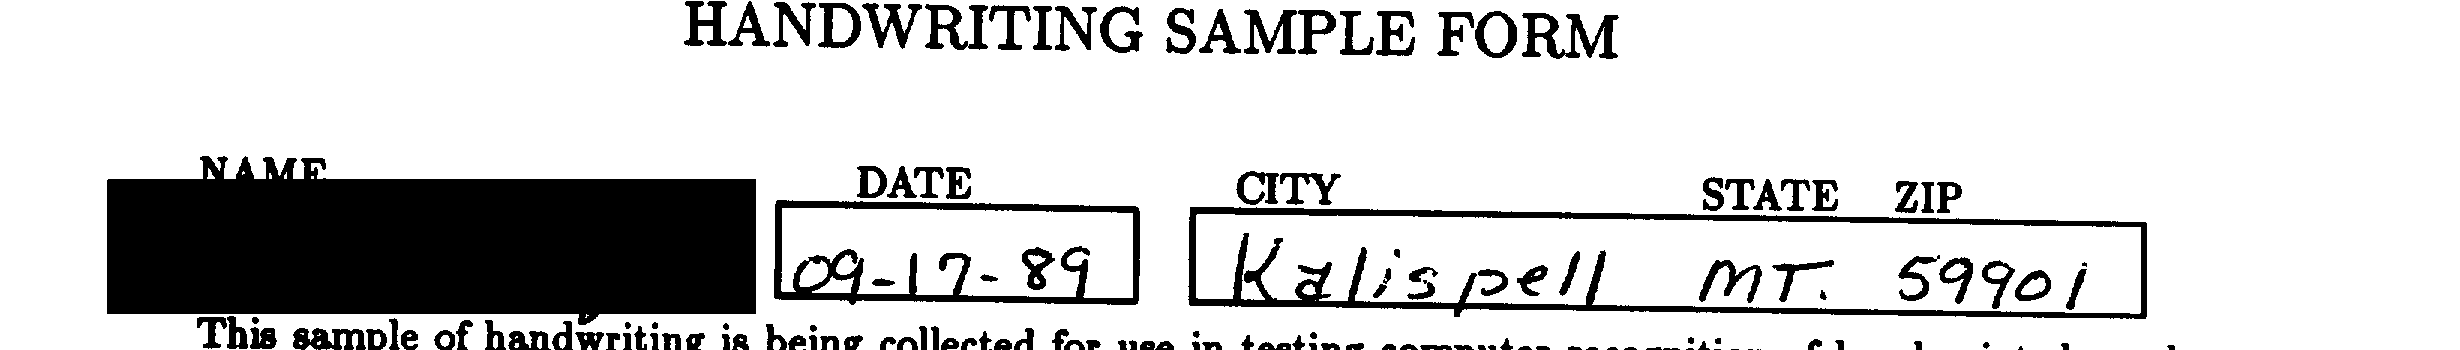 HANDWRITING SAMPLE FORM
NAME DATE CITY STATE ZIP
09-17-89 Kalispell MT. 59901
This sample of handwriting is being collected for use in testing computer recognition of